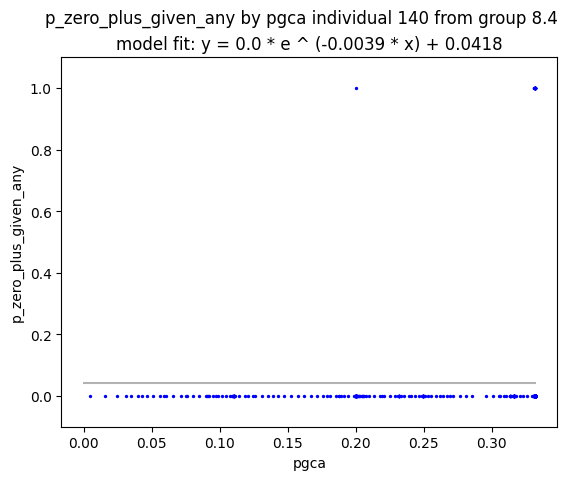 p_zero_plus_given_any by pgca individual 140 from group 8.4
model fit: y = 0.0 * e ^ (-0.0039 * x) + 0.0418
1.0
0.8
0.6
0.4
0.2
0.0
p_zero_plus_given_any
0.00 0.05 0.10 0.15 0.20 0.25 0.30
pgca